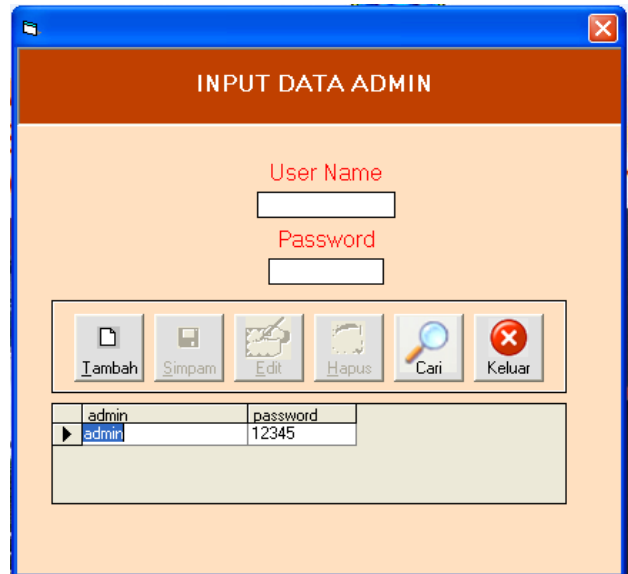 INPUT DATA ADMIN
User Name
Password
Tambah Simpam Edit Hapus Cari Keluar
admin password
admin 12345